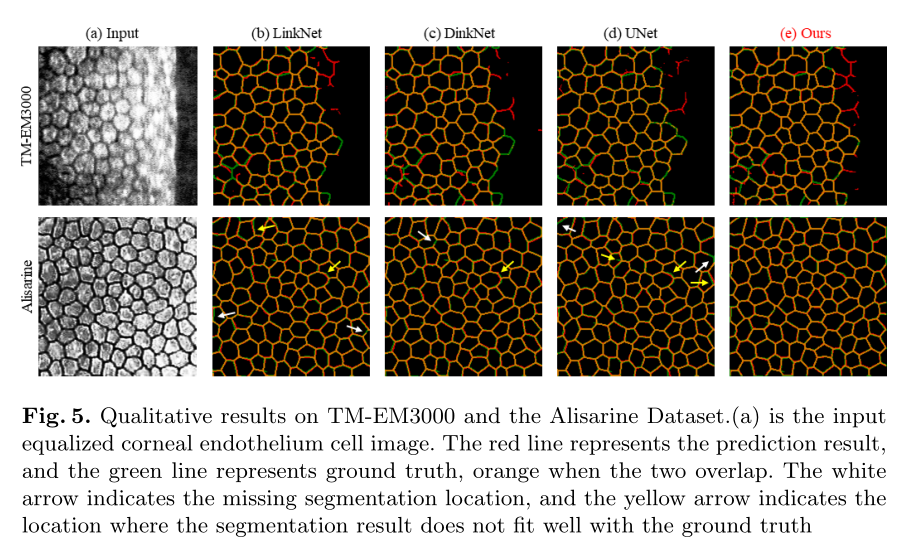 (a) Input (b) LinkNet (c) DinkNet (d) UNet (e) Ours
TM-EM3000
Alisarine
Fig. 5. Qualitative results on TM-EM3000 and the Alisarine Dataset.(a) is the input
equalized corneal endothelium cell image. The red line represents the prediction result,
and the green line represents ground truth, orange when the two overlap. The white
arrow indicates the missing segmentation location, and the yellow arrow indicates the
location where the segmentation result does not fit well with the ground truth